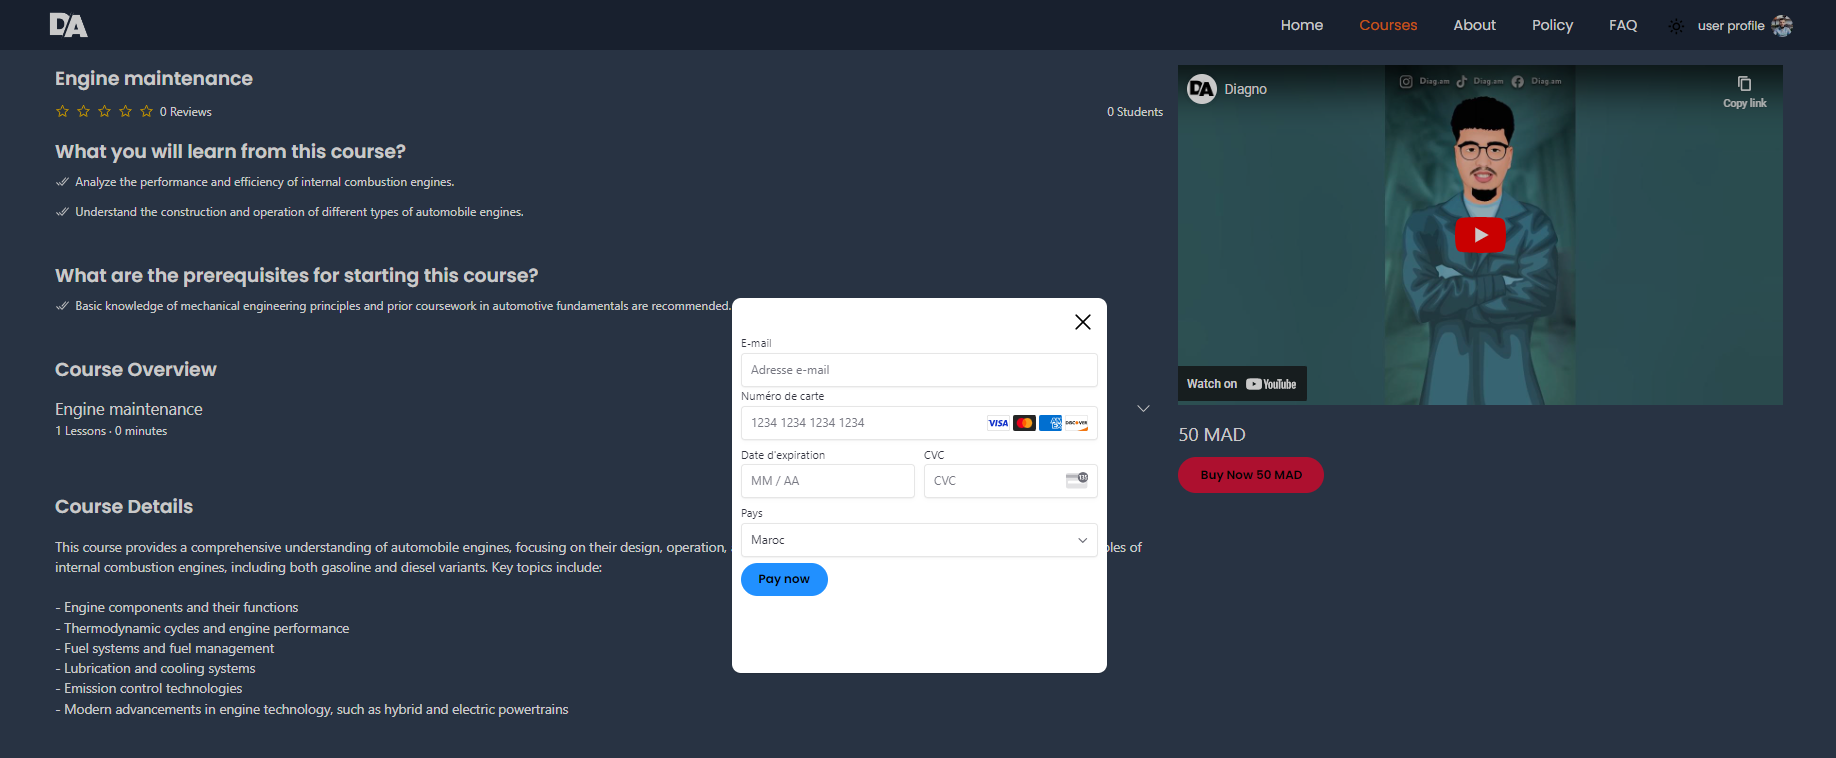 DA
Home
Courses
About
Policy
FAQ
user profile
Engine maintenance
0 Reviews
0 Students
What you will learn from this course?
Analyze the performance and efficiency of internal combustion engines.
Understand the construction and operation of different types of automobile engines.
What are the prerequisites for starting this course?
Basic knowledge of mechanical engineering principles and prior coursework in automotive fundamentals are recommended.
Course Overview
Engine maintenance
1 Lessons · 0 minutes
Course Details
This course provides a comprehensive understanding of automobile engines, focusing on their design, operation,
ples of
internal combustion engines, including both gasoline and diesel variants. Key topics include:
- Engine components and their functions
- Thermodynamic cycles and engine performance
- Fuel systems and fuel management
- Lubrication and cooling systems
- Emission control technologies
- Modern advancements in engine technology, such as hybrid and electric powertrains
E-mail
Adresse e-mail
Numéro de carte
1234 1234 1234 1234
VISA
AMEX
DISCOVER
Date d'expiration
CVC
MM / AA
CVC
135
Pays
Maroc
Pay now
DA
Diagno
Diag.am
Diag.am
Diag.am
Copy link
Watch on YouTube
50 MAD
Buy Now 50 MAD